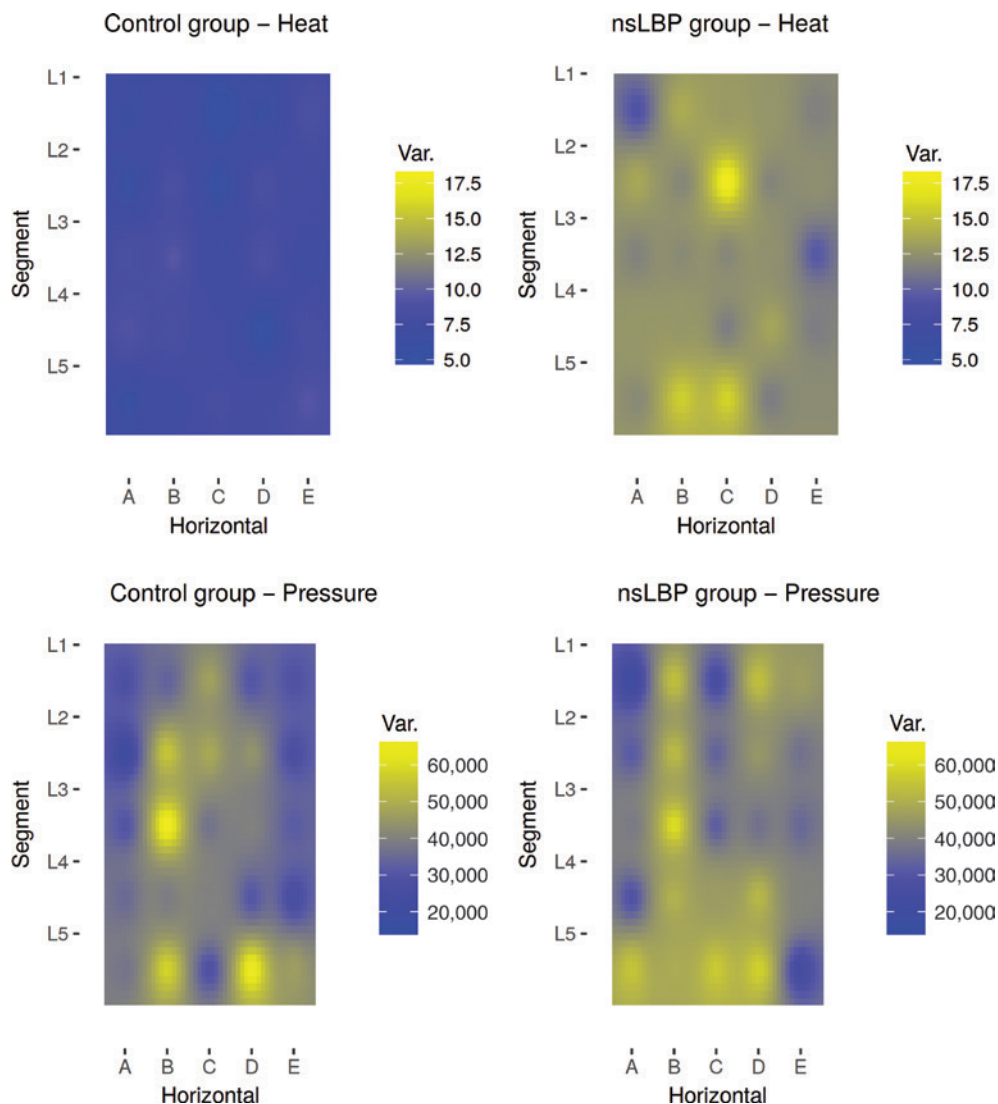 Control group – Heat
L1
L2
L3
L4
L5
Segment
A B C D E
Horizontal
Var.
17.5
15.0
12.5
10.0
7.5
5.0
nsLBP group – Heat
L1
L2
L3
L4
L5
Segment
A B C D E
Horizontal
Var.
17.5
15.0
12.5
10.0
7.5
5.0
Control group – Pressure
L1
L2
L3
L4
L5
Segment
A B C D E
Horizontal
Var.
60,000
50,000
40,000
30,000
20,000
nsLBP group – Pressure
L1
L2
L3
L4
L5
Segment
A B C D E
Horizontal
Var.
60,000
50,000
40,000
30,000
20,000